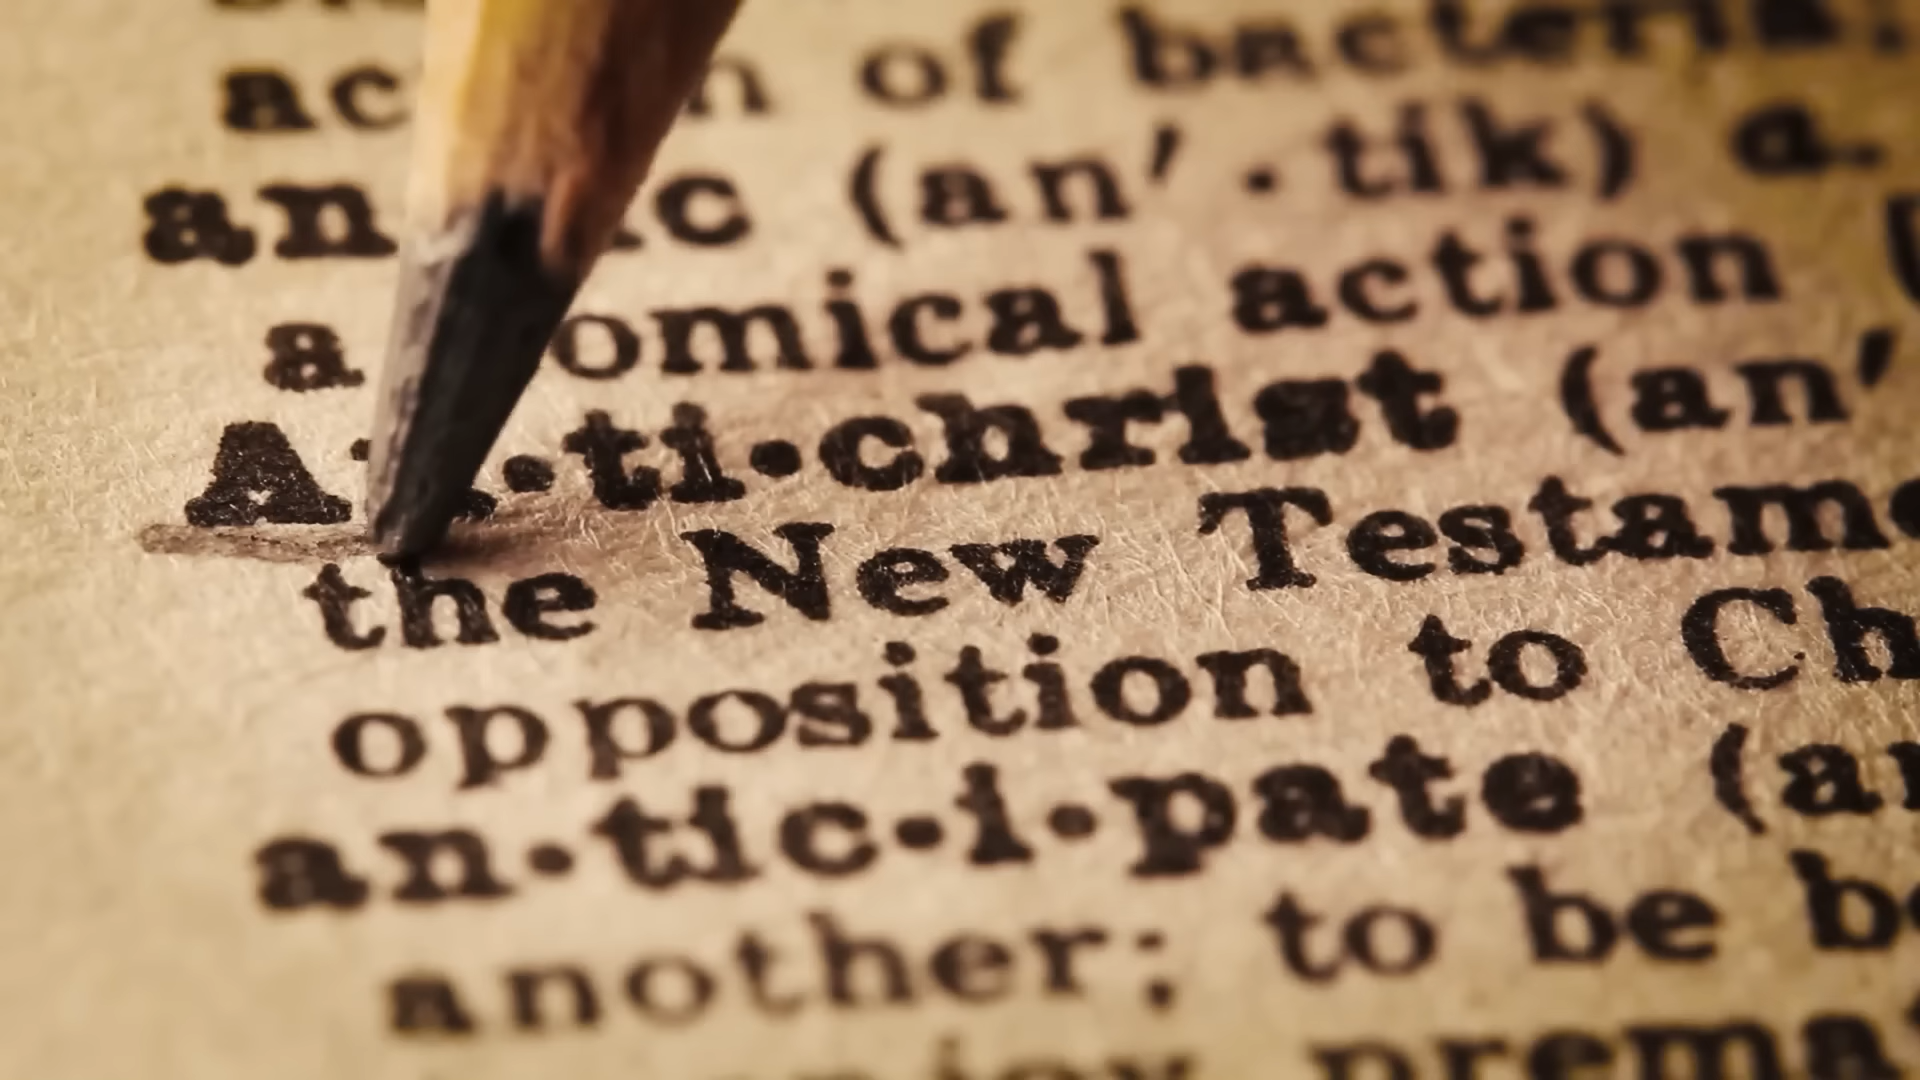 of bacteria.
(an′·tik) a.
action
An·ti·christ (an′
the New Testame
opposition to Ch
an·tic·i·pate (an
another; to be be